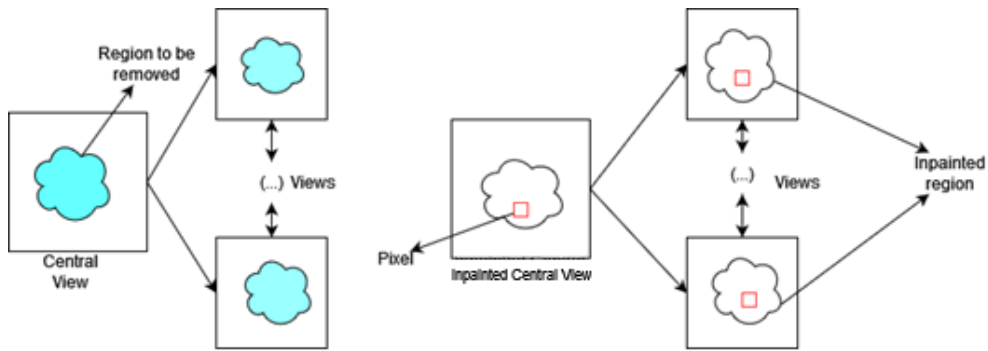 Region to be
removed
(...) Views
Central
View
Pixel
Inpainted Central View
(...)
Views
Inpainted
region